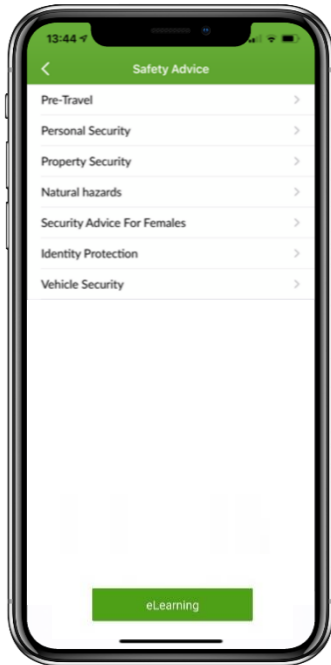 13:44
Safety Advice
Pre-Travel
Personal Security
Property Security
Natural hazards
Security Advice For Females
Identity Protection
Vehicle Security
eLearning